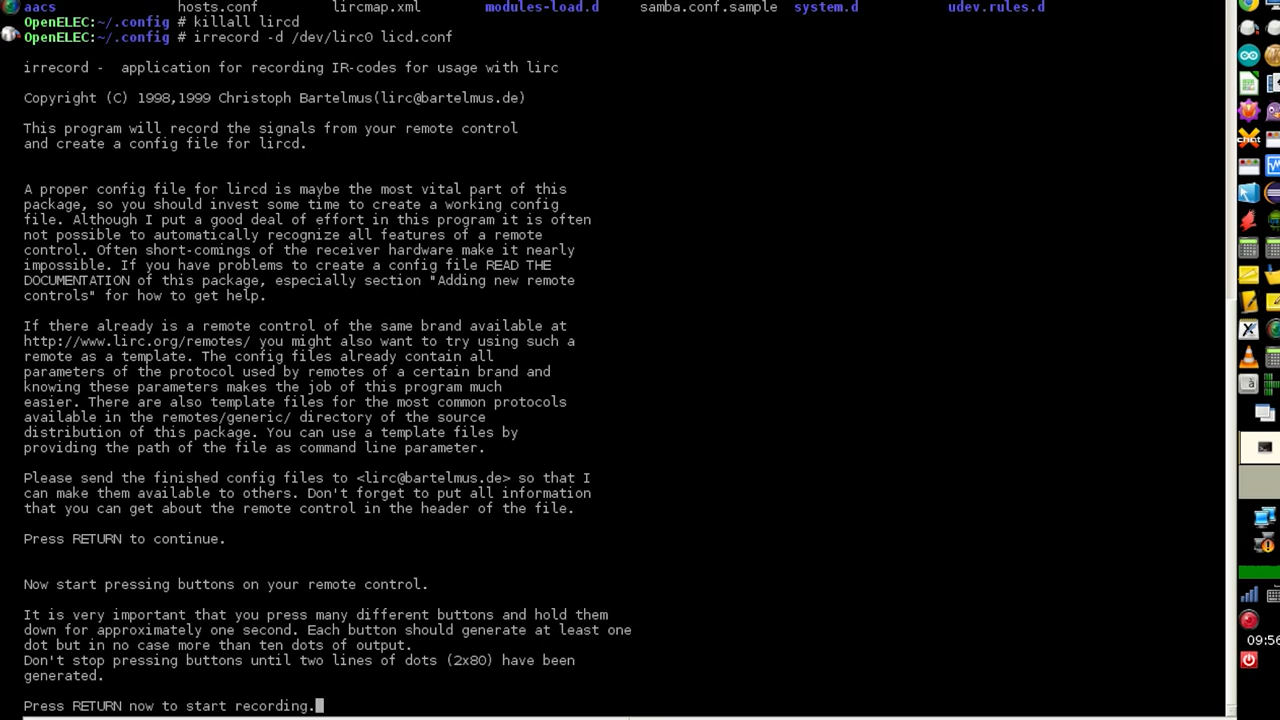 aacs hosts.conf lircmap.xml modules-load.d samba.conf.sample system.d udev.rules.d
OpenELEC:~/.config # killall lircd
OpenELEC:~/.config # irrecord -d /dev/lirc0 licd.conf
irrecord -  application for recording IR-codes for usage with lirc
Copyright (C) 1998,1999 Christoph Bartelmus(lirc@bartelmus.de)
This program will record the signals from your remote control
and create a config file for lircd.
A proper config file for lircd is maybe the most vital part of this
package, so you should invest some time to create a working config
file. Although I put a good deal of effort in this program it is often
not possible to automatically recognize all features of a remote
control. Often short-comings of the receiver hardware make it nearly
impossible. If you have problems to create a config file READ THE
DOCUMENTATION of this package, especially section "Adding new remote
controls" for how to get help.
If there already is a remote control of the same brand available at
http://www.lirc.org/remotes/ you might also want to try using such a
remote as a template. The config files already contain all
parameters of the protocol used by remotes of a certain brand and
knowing these parameters makes the job of this program much
easier. There are also template files for the most common protocols
available in the remotes/generic/ directory of the source
distribution of this package. You can use a template files by
providing the path of the file as command line parameter.
Please send the finished config files to <lirc@bartelmus.de> so that I
can make them available to others. Don't forget to put all information
that you can get about the remote control in the header of the file.
Press RETURN to continue.
Now start pressing buttons on your remote control.
It is very important that you press many different buttons and hold them
down for approximately one second. Each button should generate at least one
dot but in no case more than ten dots of output.
Don't stop pressing buttons until two lines of dots (2x80) have been
generated.
Press RETURN now to start recording.
09:56